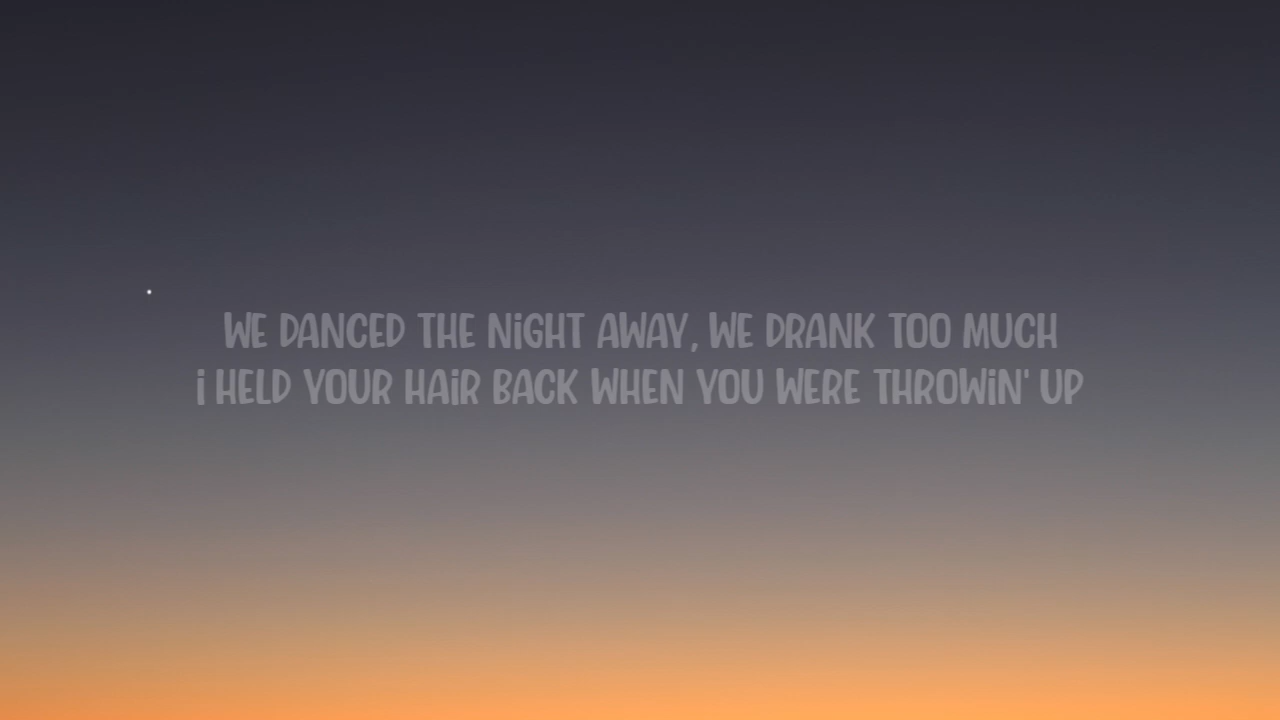 WE DANCED THE NiGHT AWAY, WE DRANK TOO MUCH
i HELD YOUR HAiR BACK WHEN YOU WERE THROWiN' UP